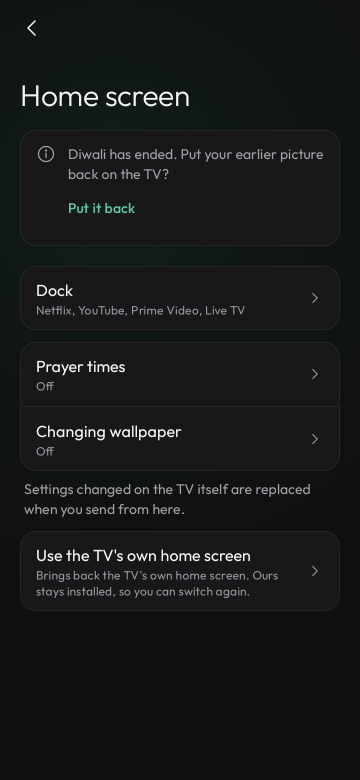 Home screen
Diwali has ended. Put your earlier picture
back on the TV?
Put it back
Dock
Netflix, YouTube, Prime Video, Live TV
Prayer times
Off
Changing wallpaper
Off
Settings changed on the TV itself are replaced
when you send from here.
Use the TV's own home screen
Brings back the TV's own home screen. Ours
stays installed, so you can switch again.